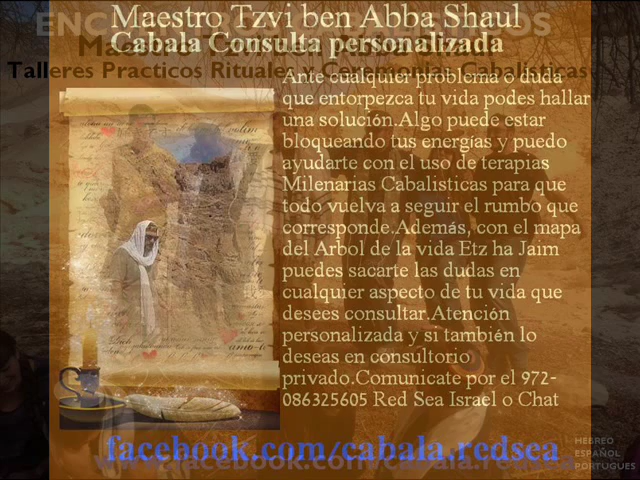 Maestro Tzvi ben Abba Shaul
Cabala Consulta personalizada
Talleres Practicos Rituales y Ceremonias Cabalísticas
Ante cualquier problema o duda
que entorpezca tu vida podes hallar
una solución.Algo puede estar
bloqueando tus energías y puedo
ayudarte con el uso de terapias
Milenarias Cabalisticas para que
todo vuelva a seguir el rumbo que
corresponde.Además, con el mapa
del Arbol de la vida Etz ha Jaim
puedes sacarte las dudas en
cualquier aspecto de tu vida que
desees consultar.Atención
personalizada y si también lo
deseas en consultorio
privado.Comunicate por el 972-
086325605 Red Sea Israel o Chat
facebook.com/cabala.redsea
HEBREO
ESPAÑOL
PORTUGUES